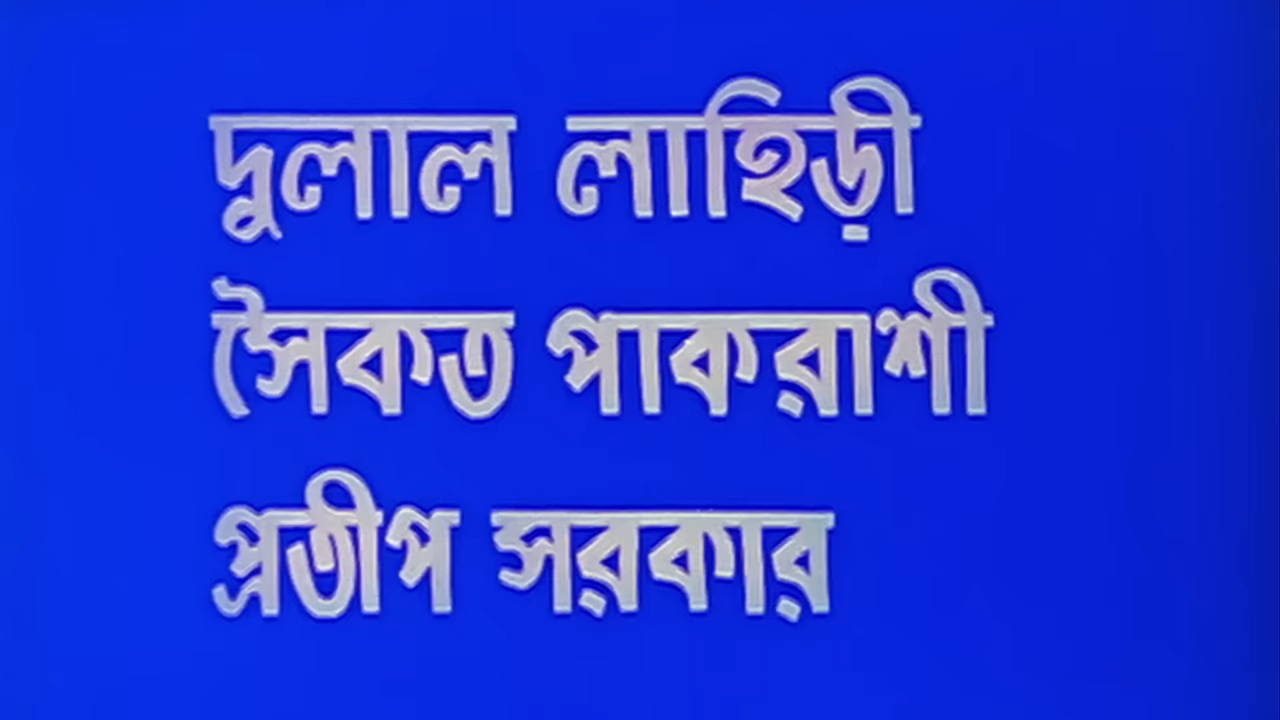 দুলাল লাহিড়ী
সৈকত পাকরাশী
প্রতীপ সরকার